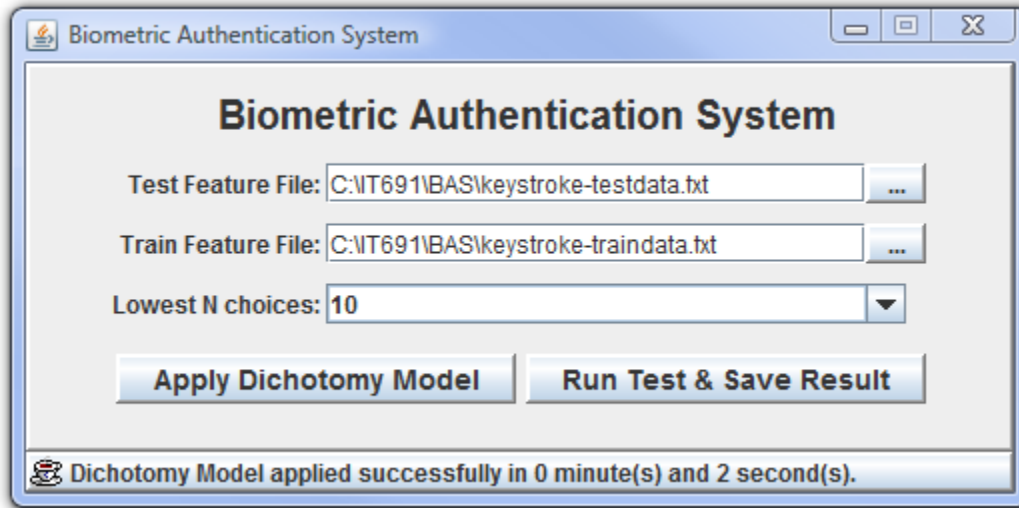 Biometric Authentication System
Biometric Authentication System
Test Feature File: C:\IT691\BAS\keystroke-testdata.txt ...
Train Feature File: C:\IT691\BAS\keystroke-traindata.txt ...
Lowest N choices: 10
Apply Dichotomy Model Run Test & Save Result
Dichotomy Model applied successfully in 0 minute(s) and 2 second(s).